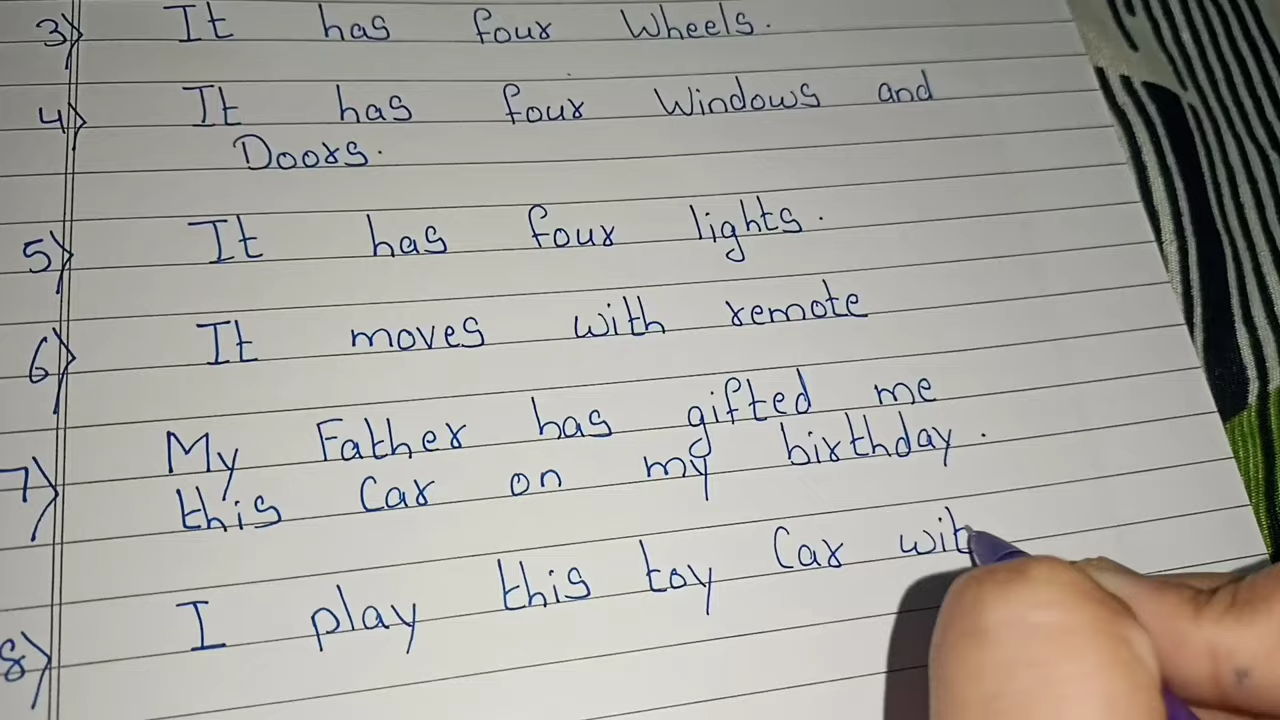 3) It has four Wheels.
4) It has four Windows and
Doors.
5) It has four lights.
6) It moves with remote
7) My Father has gifted me
this Car on my birthday.
8) I play this toy Car wit